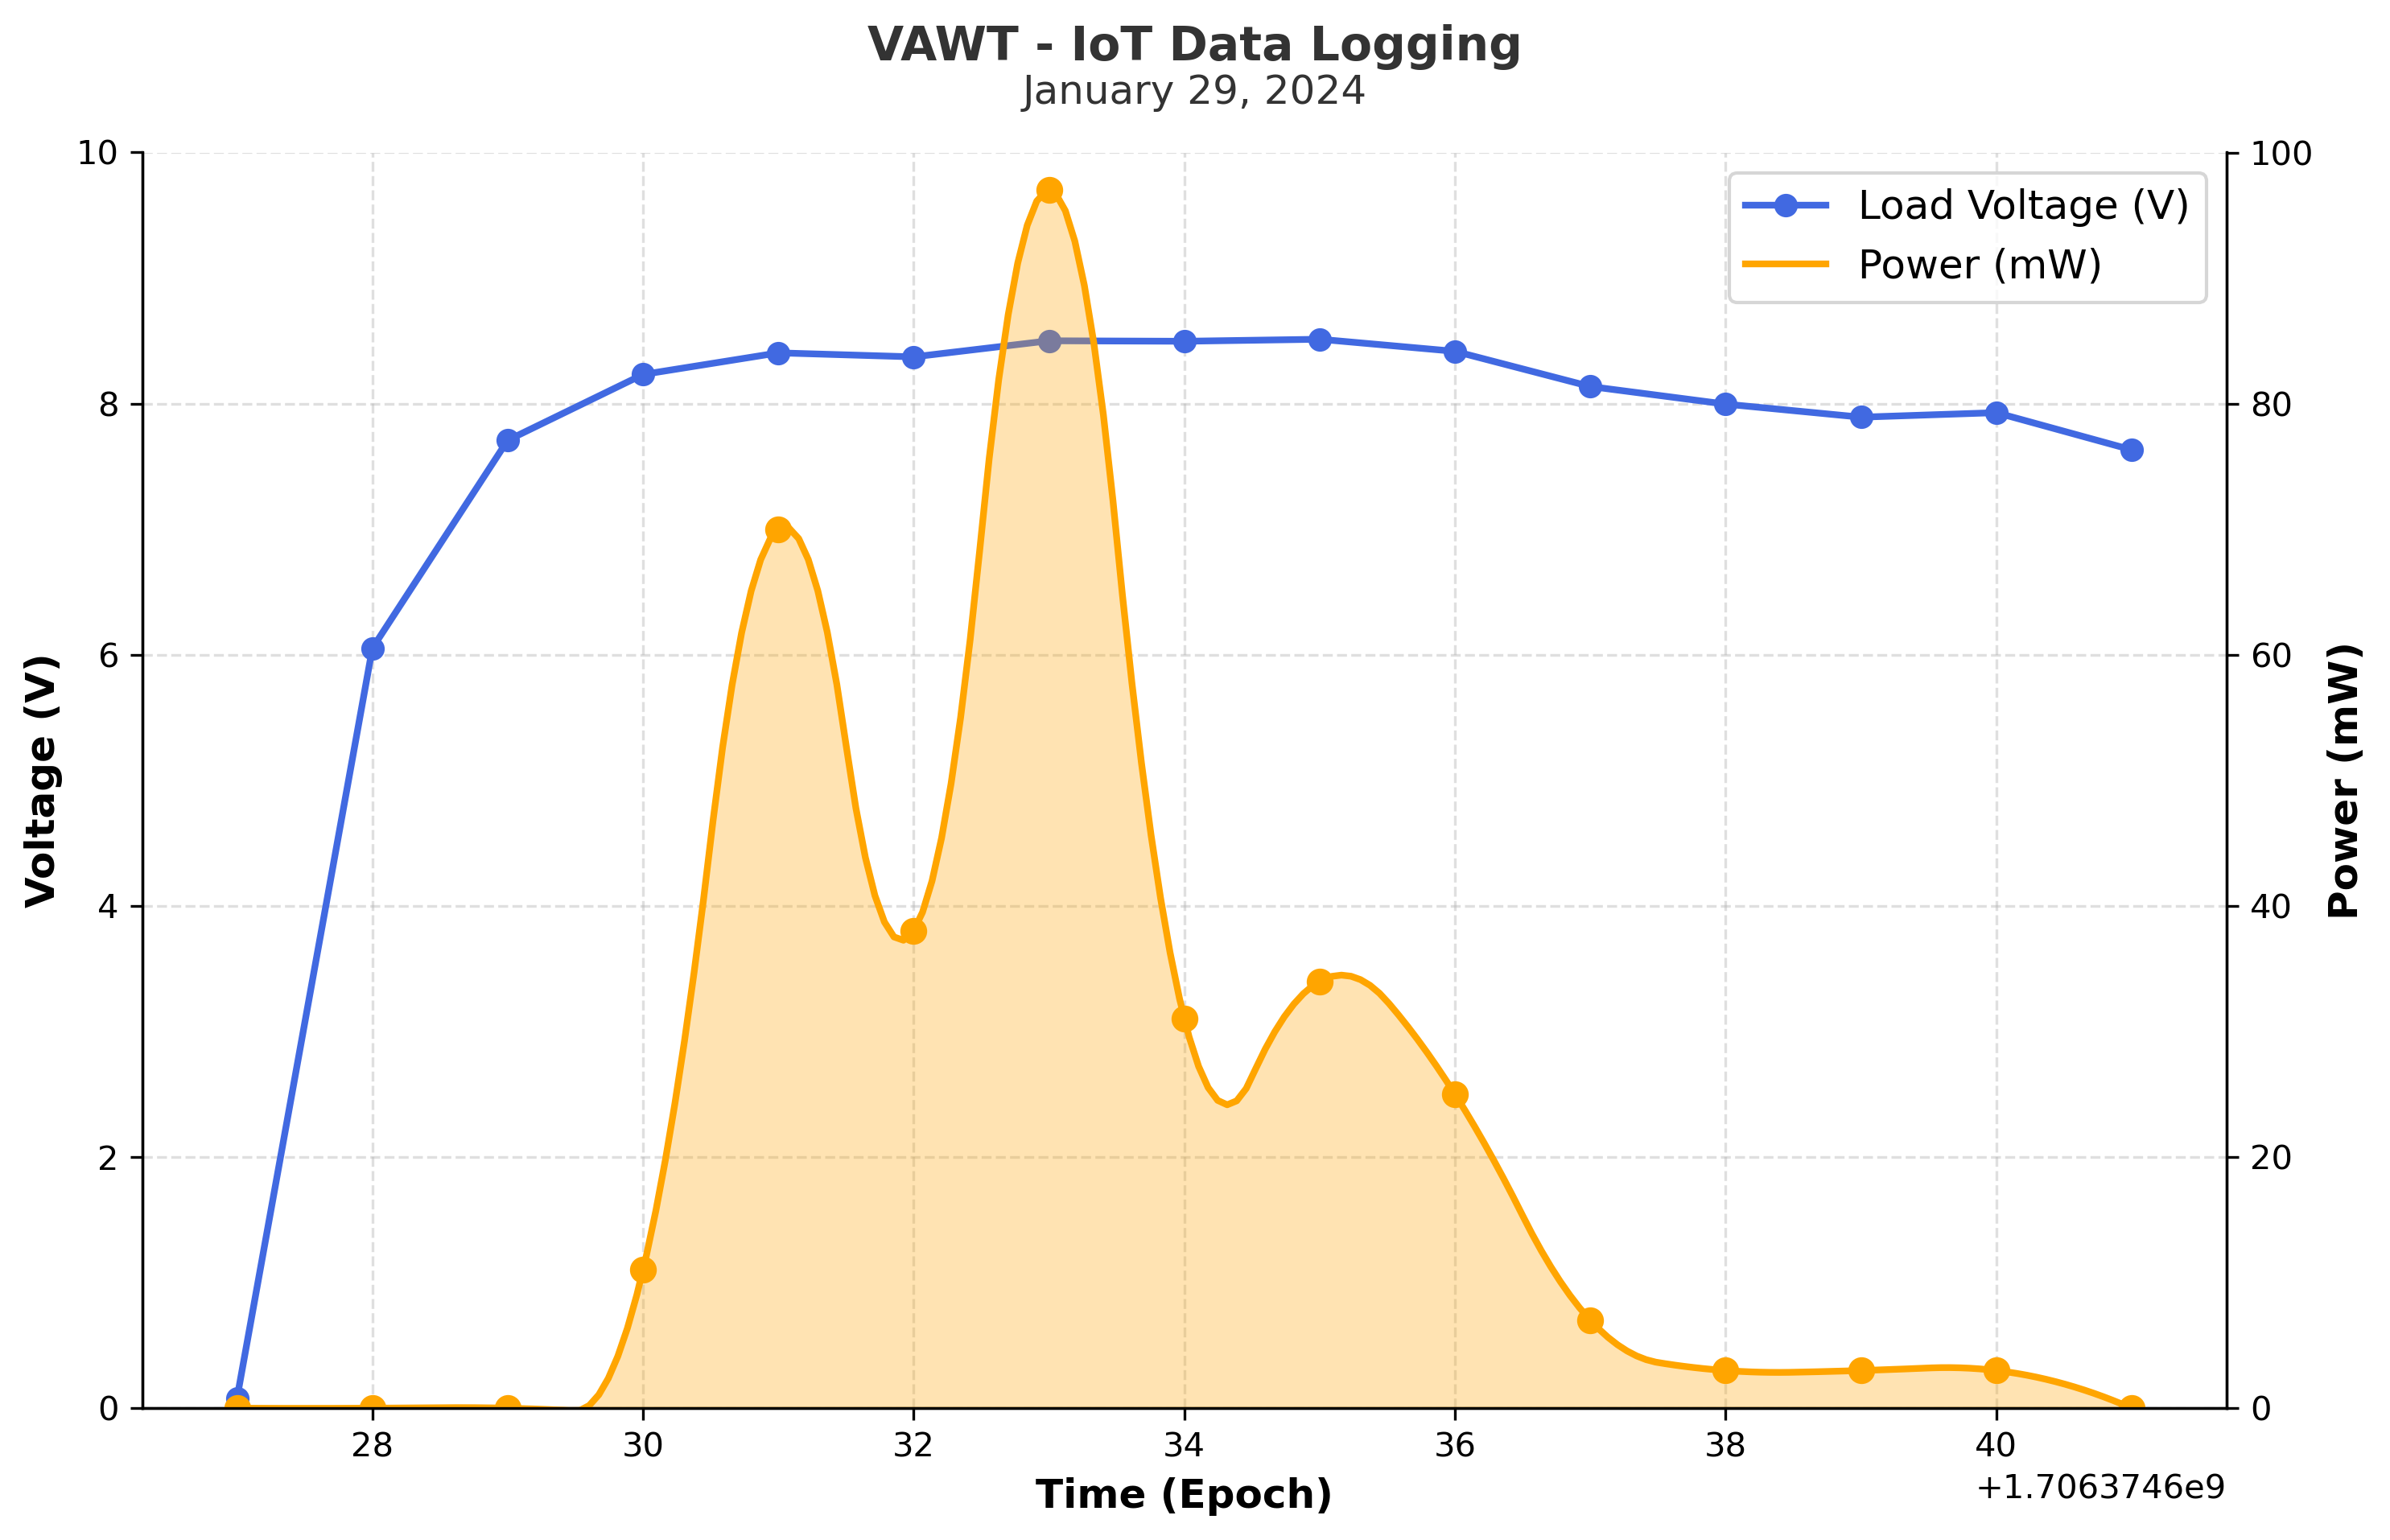 VAWT - IoT Data Logging
January 29, 2024
Load Voltage (V)
Power (mW)
Voltage (V)
10
8
6
4
2
0
100
80
60
40
20
0
Power (mW)
28 30 32 34 36 38 40
+1.7063746e9
Time (Epoch)